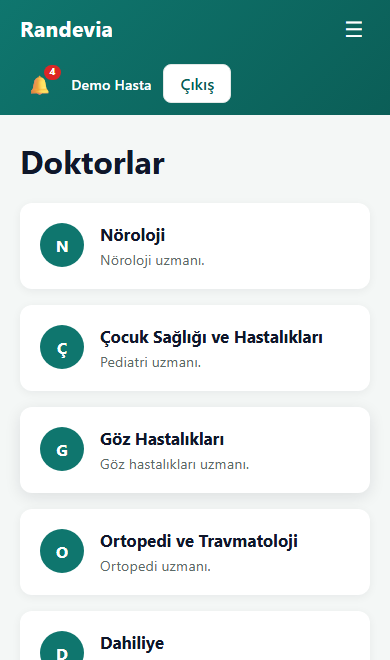 Randevia
☰
🔔 4 Demo Hasta Çıkış
Doktorlar
N
Nöroloji
Nöroloji uzmanı.
Ç
Çocuk Sağlığı ve Hastalıkları
Pediatri uzmanı.
G
Göz Hastalıkları
Göz hastalıkları uzmanı.
O
Ortopedi ve Travmatoloji
Ortopedi uzmanı.
D
Dahiliye